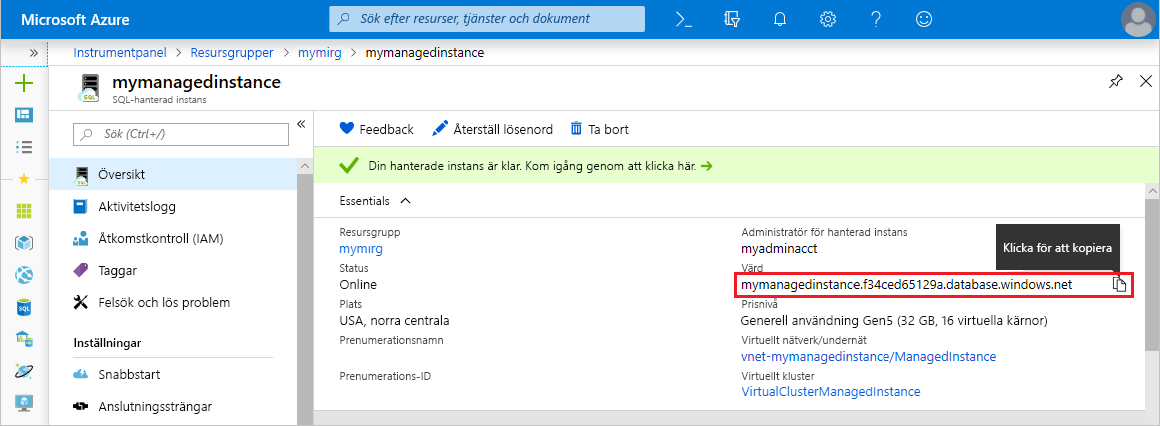 Microsoft Azure
Sök efter resurser, tjänster och dokument
Instrumentpanel > Resursgrupper > mymirg > mymanagedinstance
mymanagedinstance
SQL-hanterad instans
Sök (Ctrl+/)
Översikt
Aktivitetslogg
Åtkomstkontroll (IAM)
Taggar
Felsök och lös problem
Inställningar
Snabbstart
Anslutningssträngar
Feedback
Återställ lösenord
Ta bort
Din hanterade instans är klar. Kom igång genom att klicka här.
Essentials
Resursgrupp
mymirg
Status
Online
Plats
USA, norra centrala
Prenumerationsnamn
Prenumerations-ID
Administratör för hanterad instans
myadminacct
Klicka för att kopiera
Värd
mymanagedinstance.f34ced65129a.database.windows.net
Prisnivå
Generell användning Gen5 (32 GB, 16 virtuella kärnor)
Virtuellt nätverk/undernät
vnet-mymanagedinstance/ManagedInstance
Virtuellt kluster
VirtualClusterManagedInstance